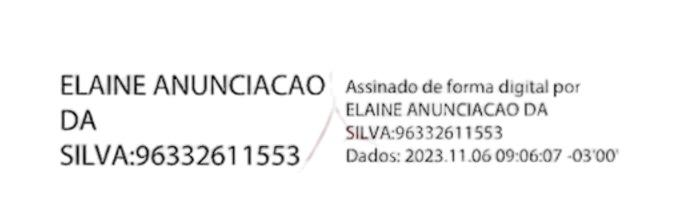 ELAINE ANUNCIACAO
DA
SILVA:96332611553
Assinado de forma digital por
ELAINE ANUNCIACAO DA
SILVA:96332611553
Dados: 2023.11.06 09:06:07 -03'00'